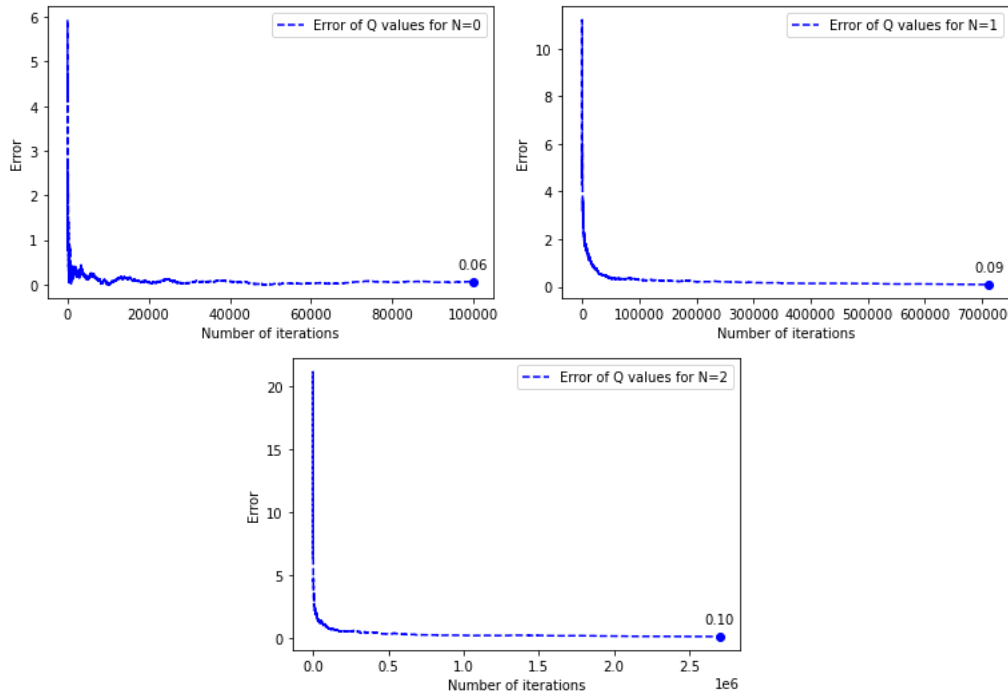 Error of Q values for N=0
Error
6
5
4
3
2
1
0
0.06
0 20000 40000 60000 80000 100000
Number of iterations
Error of Q values for N=1
Error
10
8
6
4
2
0
0.09
0 100000 200000 300000 400000 500000 600000 700000
Number of iterations
Error of Q values for N=2
Error
20
15
10
5
0
0.10
0.0 0.5 1.0 1.5 2.0 2.5
1e6
Number of iterations